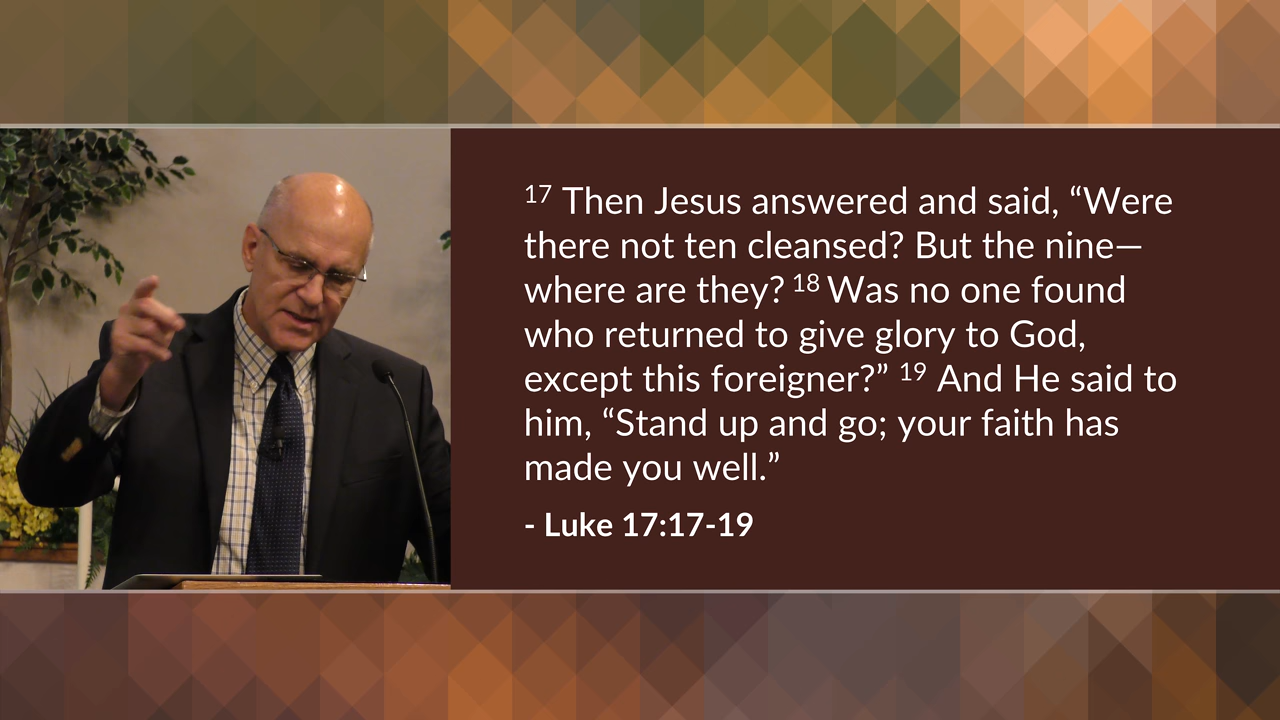 17 Then Jesus answered and said, “Were
there not ten cleansed? But the nine—
where are they? 18 Was no one found
who returned to give glory to God,
except this foreigner?” 19 And He said to
him, “Stand up and go; your faith has
made you well.”
- Luke 17:17-19